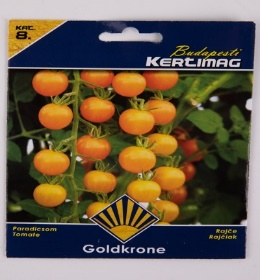 KAT.
8.
Budapesti
KERTIMAG
Paradicsom
Tomate
Rajče
Rajčiak
Goldkrone